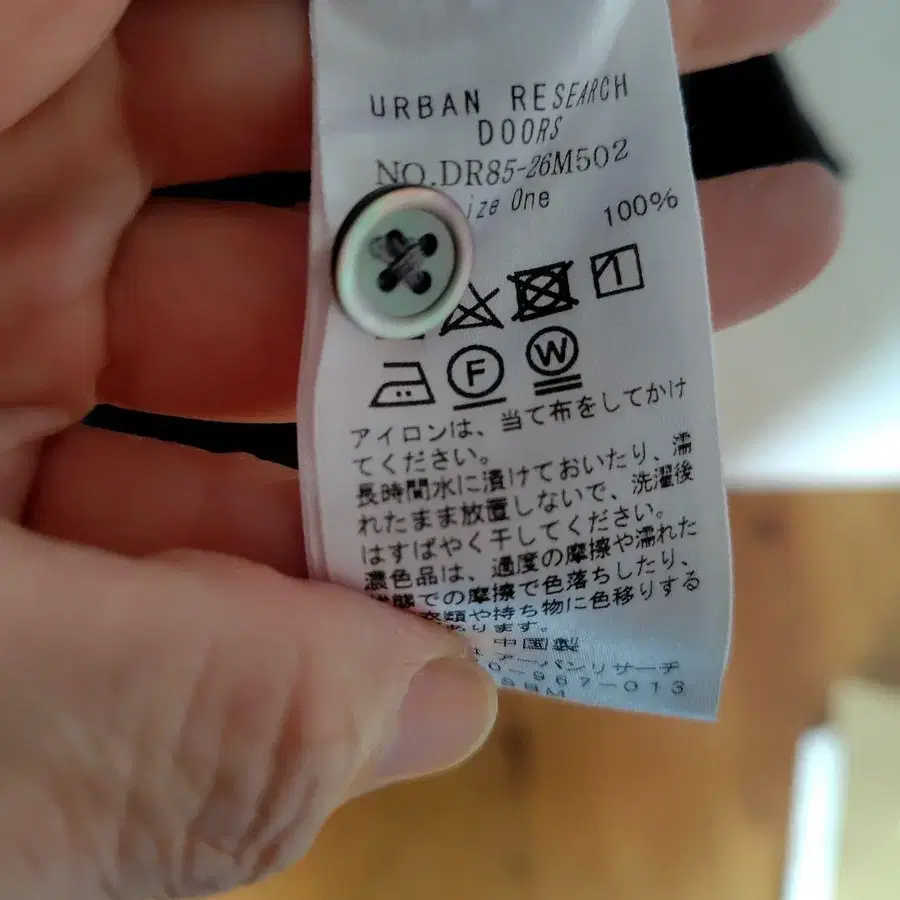 URBAN RESEARCH
DOORS
NO.DR85-26M502
ize One
100%
F W
アイロンは、当て布をしてかけ
てください。
長時間水に漬けておいたり、濡
れたまま放置しないで、洗濯後
はすばやく干してください。
濃色品は、過度の摩擦や濡れた
態での摩擦で色落ちしたり、
衣類や持ち物に色移りする
あります。
中国製
アーバンリサーチ
0-967-013